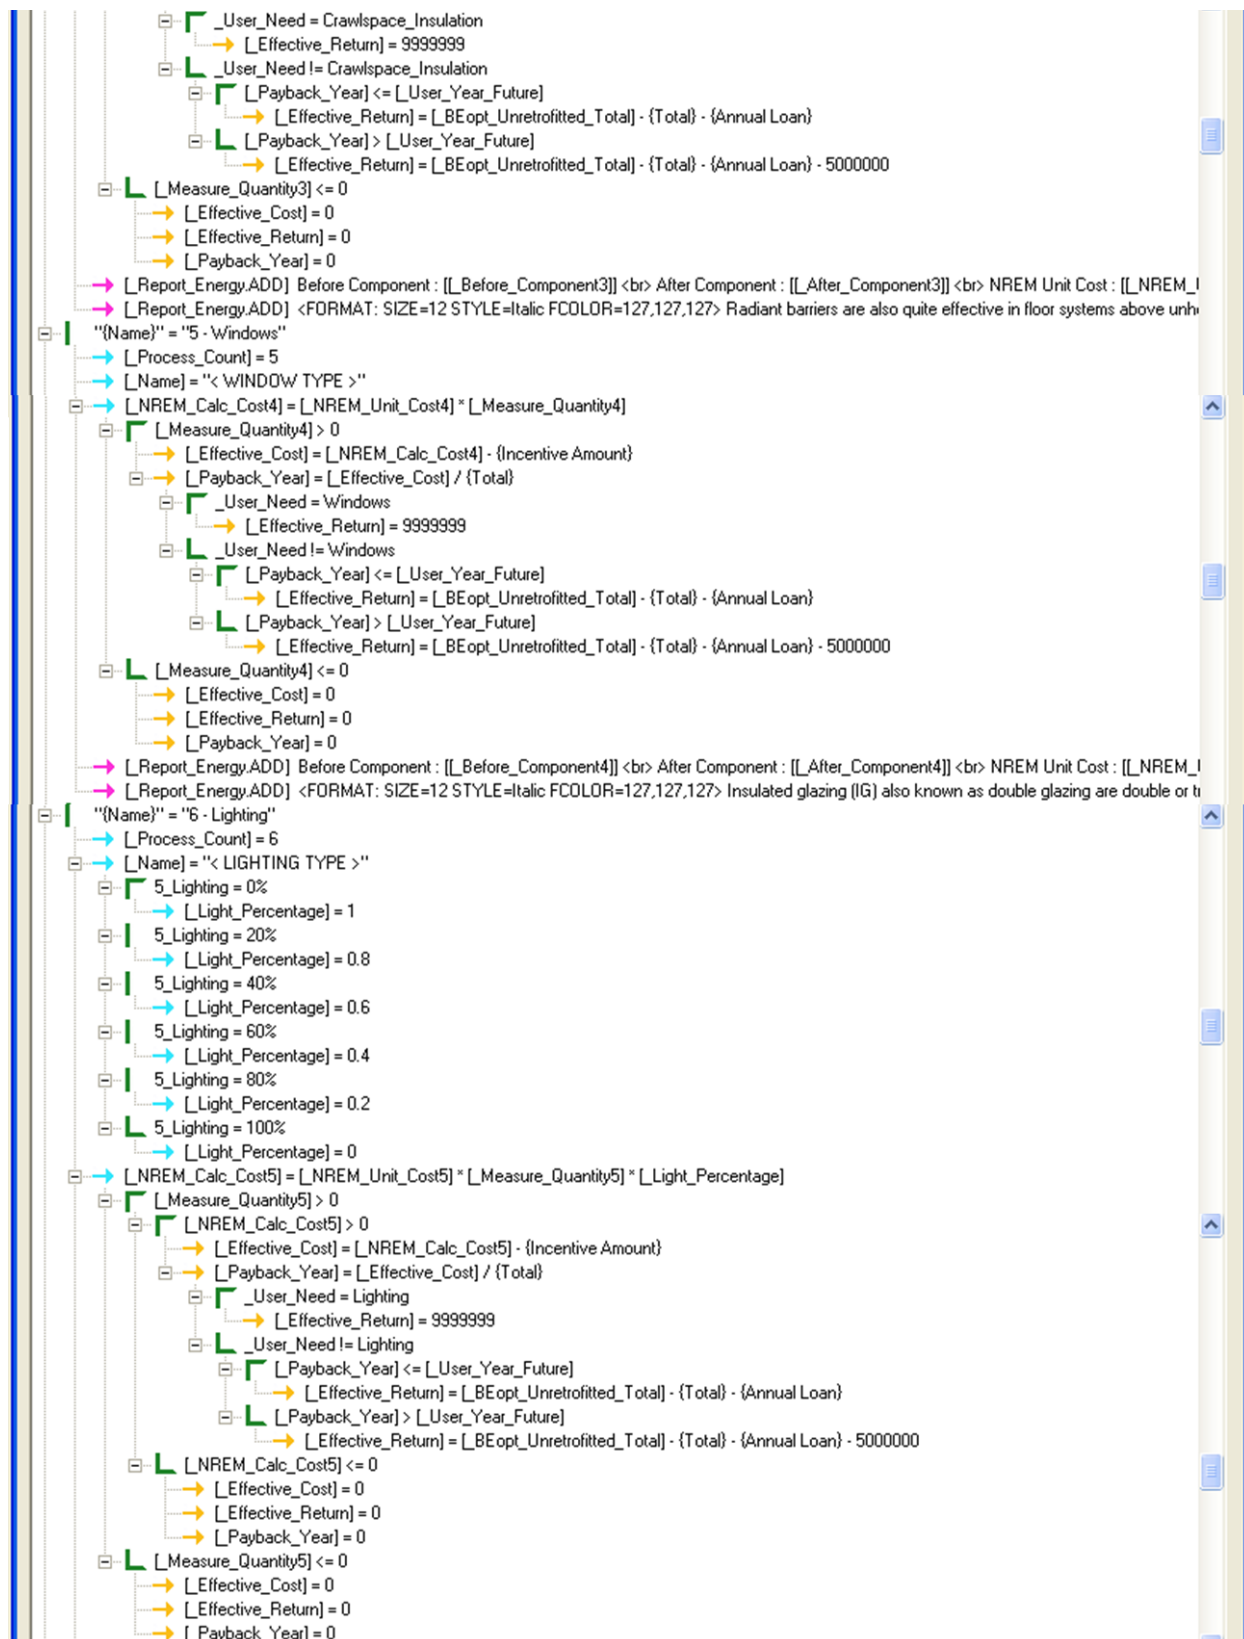 _User_Need = Crawlspace_Insulation
[_Effective_Return] = 9999999
_User_Need != Crawlspace_Insulation
[_Payback_Year] <= [_User_Year_Future]
[_Effective_Return] = [_BEopt_Unretrofitted_Total] - {Total} - {Annual Loan}
[_Payback_Year] > [_User_Year_Future]
[_Effective_Return] = [_BEopt_Unretrofitted_Total] - {Total} - {Annual Loan} - 5000000
[_Measure_Quantity3] <= 0
[_Effective_Cost] = 0
[_Effective_Return] = 0
[_Payback_Year] = 0
[_Report_Energy.ADD] Before Component : [[_Before_Component3]] <br> After Component : [[_After_Component3]] <br> NREM Unit Cost : [[_NREM_
[_Report_Energy.ADD] <FORMAT: SIZE=12 STYLE=Italic FCOLOR=127,127,127> Radiant barriers are also quite effective in floor systems above
"{Name}" = "5 - Windows"
[_Process_Count] = 5
[_Name] = "< WINDOW TYPE >"
[_NREM_Calc_Cost4] = [_NREM_Unit_Cost4] * [_Measure_Quantity4]
[_Measure_Quantity4] > 0
[_Effective_Cost] = [_NREM_Calc_Cost4] - {Incentive Amount}
[_Payback_Year] = [_Effective_Cost] / {Total}
_User_Need = Windows
[_Effective_Return] = 9999999
_User_Need != Windows
[_Payback_Year] <= [_User_Year_Future]
[_Effective_Return] = [_BEopt_Unretrofitted_Total] - {Total} - {Annual Loan}
[_Payback_Year] > [_User_Year_Future]
[_Effective_Return] = [_BEopt_Unretrofitted_Total] - {Total} - {Annual Loan} - 5000000
[_Measure_Quantity4] <= 0
[_Effective_Cost] = 0
[_Effective_Return] = 0
[_Payback_Year] = 0
[_Report_Energy.ADD] Before Component : [[_Before_Component4]] <br> After Component : [[_After_Component4]] <br> NREM Unit Cost : [[_NREM_
[_Report_Energy.ADD] <FORMAT: SIZE=12 STYLE=Italic FCOLOR=127,127,127> Insulated glazing (IG) also known as double glazing are double or
"{Name}" = "6 - Lighting"
[_Process_Count] = 6
[_Name] = "< LIGHTING TYPE >"
5_Lighting = 0%
[_Light_Percentage] = 1
5_Lighting = 20%
[_Light_Percentage] = 0.8
5_Lighting = 40%
[_Light_Percentage] = 0.6
5_Lighting = 60%
[_Light_Percentage] = 0.4
5_Lighting = 80%
[_Light_Percentage] = 0.2
5_Lighting = 100%
[_Light_Percentage] = 0
[_NREM_Calc_Cost5] = [_NREM_Unit_Cost5] * [_Measure_Quantity5] * [_Light_Percentage]
[_Measure_Quantity5] > 0
[_NREM_Calc_Cost5] > 0
[_Effective_Cost] = [_NREM_Calc_Cost5] - {Incentive Amount}
[_Payback_Year] = [_Effective_Cost] / {Total}
_User_Need = Lighting
[_Effective_Return] = 9999999
_User_Need != Lighting
[_Payback_Year] <= [_User_Year_Future]
[_Effective_Return] = [_BEopt_Unretrofitted_Total] - {Total} - {Annual Loan}
[_Payback_Year] > [_User_Year_Future]
[_Effective_Return] = [_BEopt_Unretrofitted_Total] - {Total} - {Annual Loan} - 5000000
[_NREM_Calc_Cost5] <= 0
[_Effective_Cost] = 0
[_Effective_Return] = 0
[_Payback_Year] = 0
[_Measure_Quantity5] <= 0
[_Effective_Cost] = 0
[_Effective_Return] = 0
[_Payback_Year] = 0